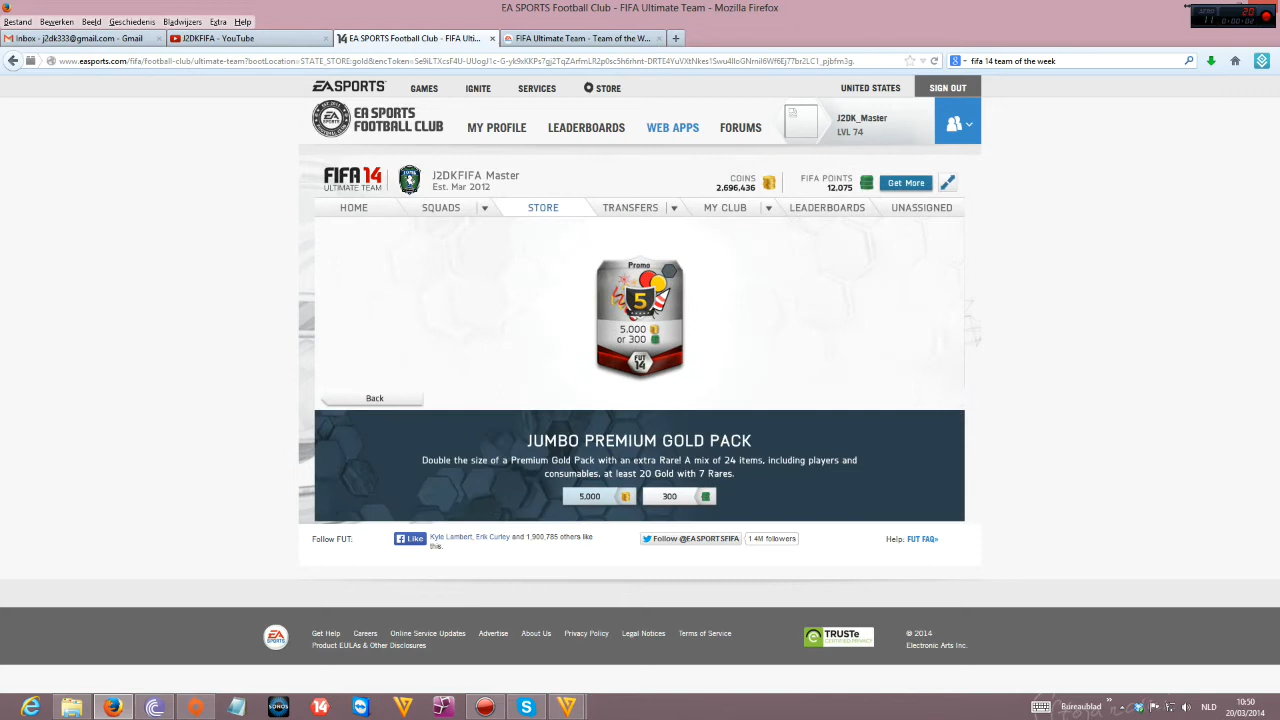 EA SPORTS Football Club - FIFA Ultimate Team - Mozilla Firefox
Bestand Bewerken Beeld Geschiedenis Bladwijzers Extra Help
Inbox - j2dk333@gmail.com - Gmail
J2DKFIFA - YouTube
EA SPORTS Football Club - FIFA Ulti...
FIFA Ultimate Team - Team of the W...
fifa 14 team of the week
EA SPORTS GAMES IGNITE SERVICES STORE UNITED STATES SIGN OUT
EA SPORTS
FOOTBALL CLUB
MY PROFILE LEADERBOARDS WEB APPS FORUMS
J2DK_Master
LVL 74
FIFA 14
ULTIMATE TEAM
J2DKFIFA Master
Est. Mar 2012
COINS
2,696,436
FIFA POINTS
12,075
Get More
HOME SQUADS STORE TRANSFERS MY CLUB LEADERBOARDS UNASSIGNED
Promo
5
5.000
or 300
FUT
14
Back
JUMBO PREMIUM GOLD PACK
Double the size of a Premium Gold Pack with an extra Rare! A mix of 24 items, including players and
consumables, at least 20 Gold with 7 Rares.
5.000 300
Follow FUT:
Like
Kyle Lambert, Erik Curley and 1,900,785 others like
this.
Follow @EASPORTSFIFA
1.4M followers
Help: FUT FAQ»
EA
Get Help Careers Online Service Updates Advertise About Us Privacy Policy Legal Notices Terms of Service
Product EULAs & Other Disclosures
TRUSTe
CERTIFIED PRIVACY
© 2014
Electronic Arts Inc.
SONOS
14
Bureaublad
NLD
10:50
20/03/2014